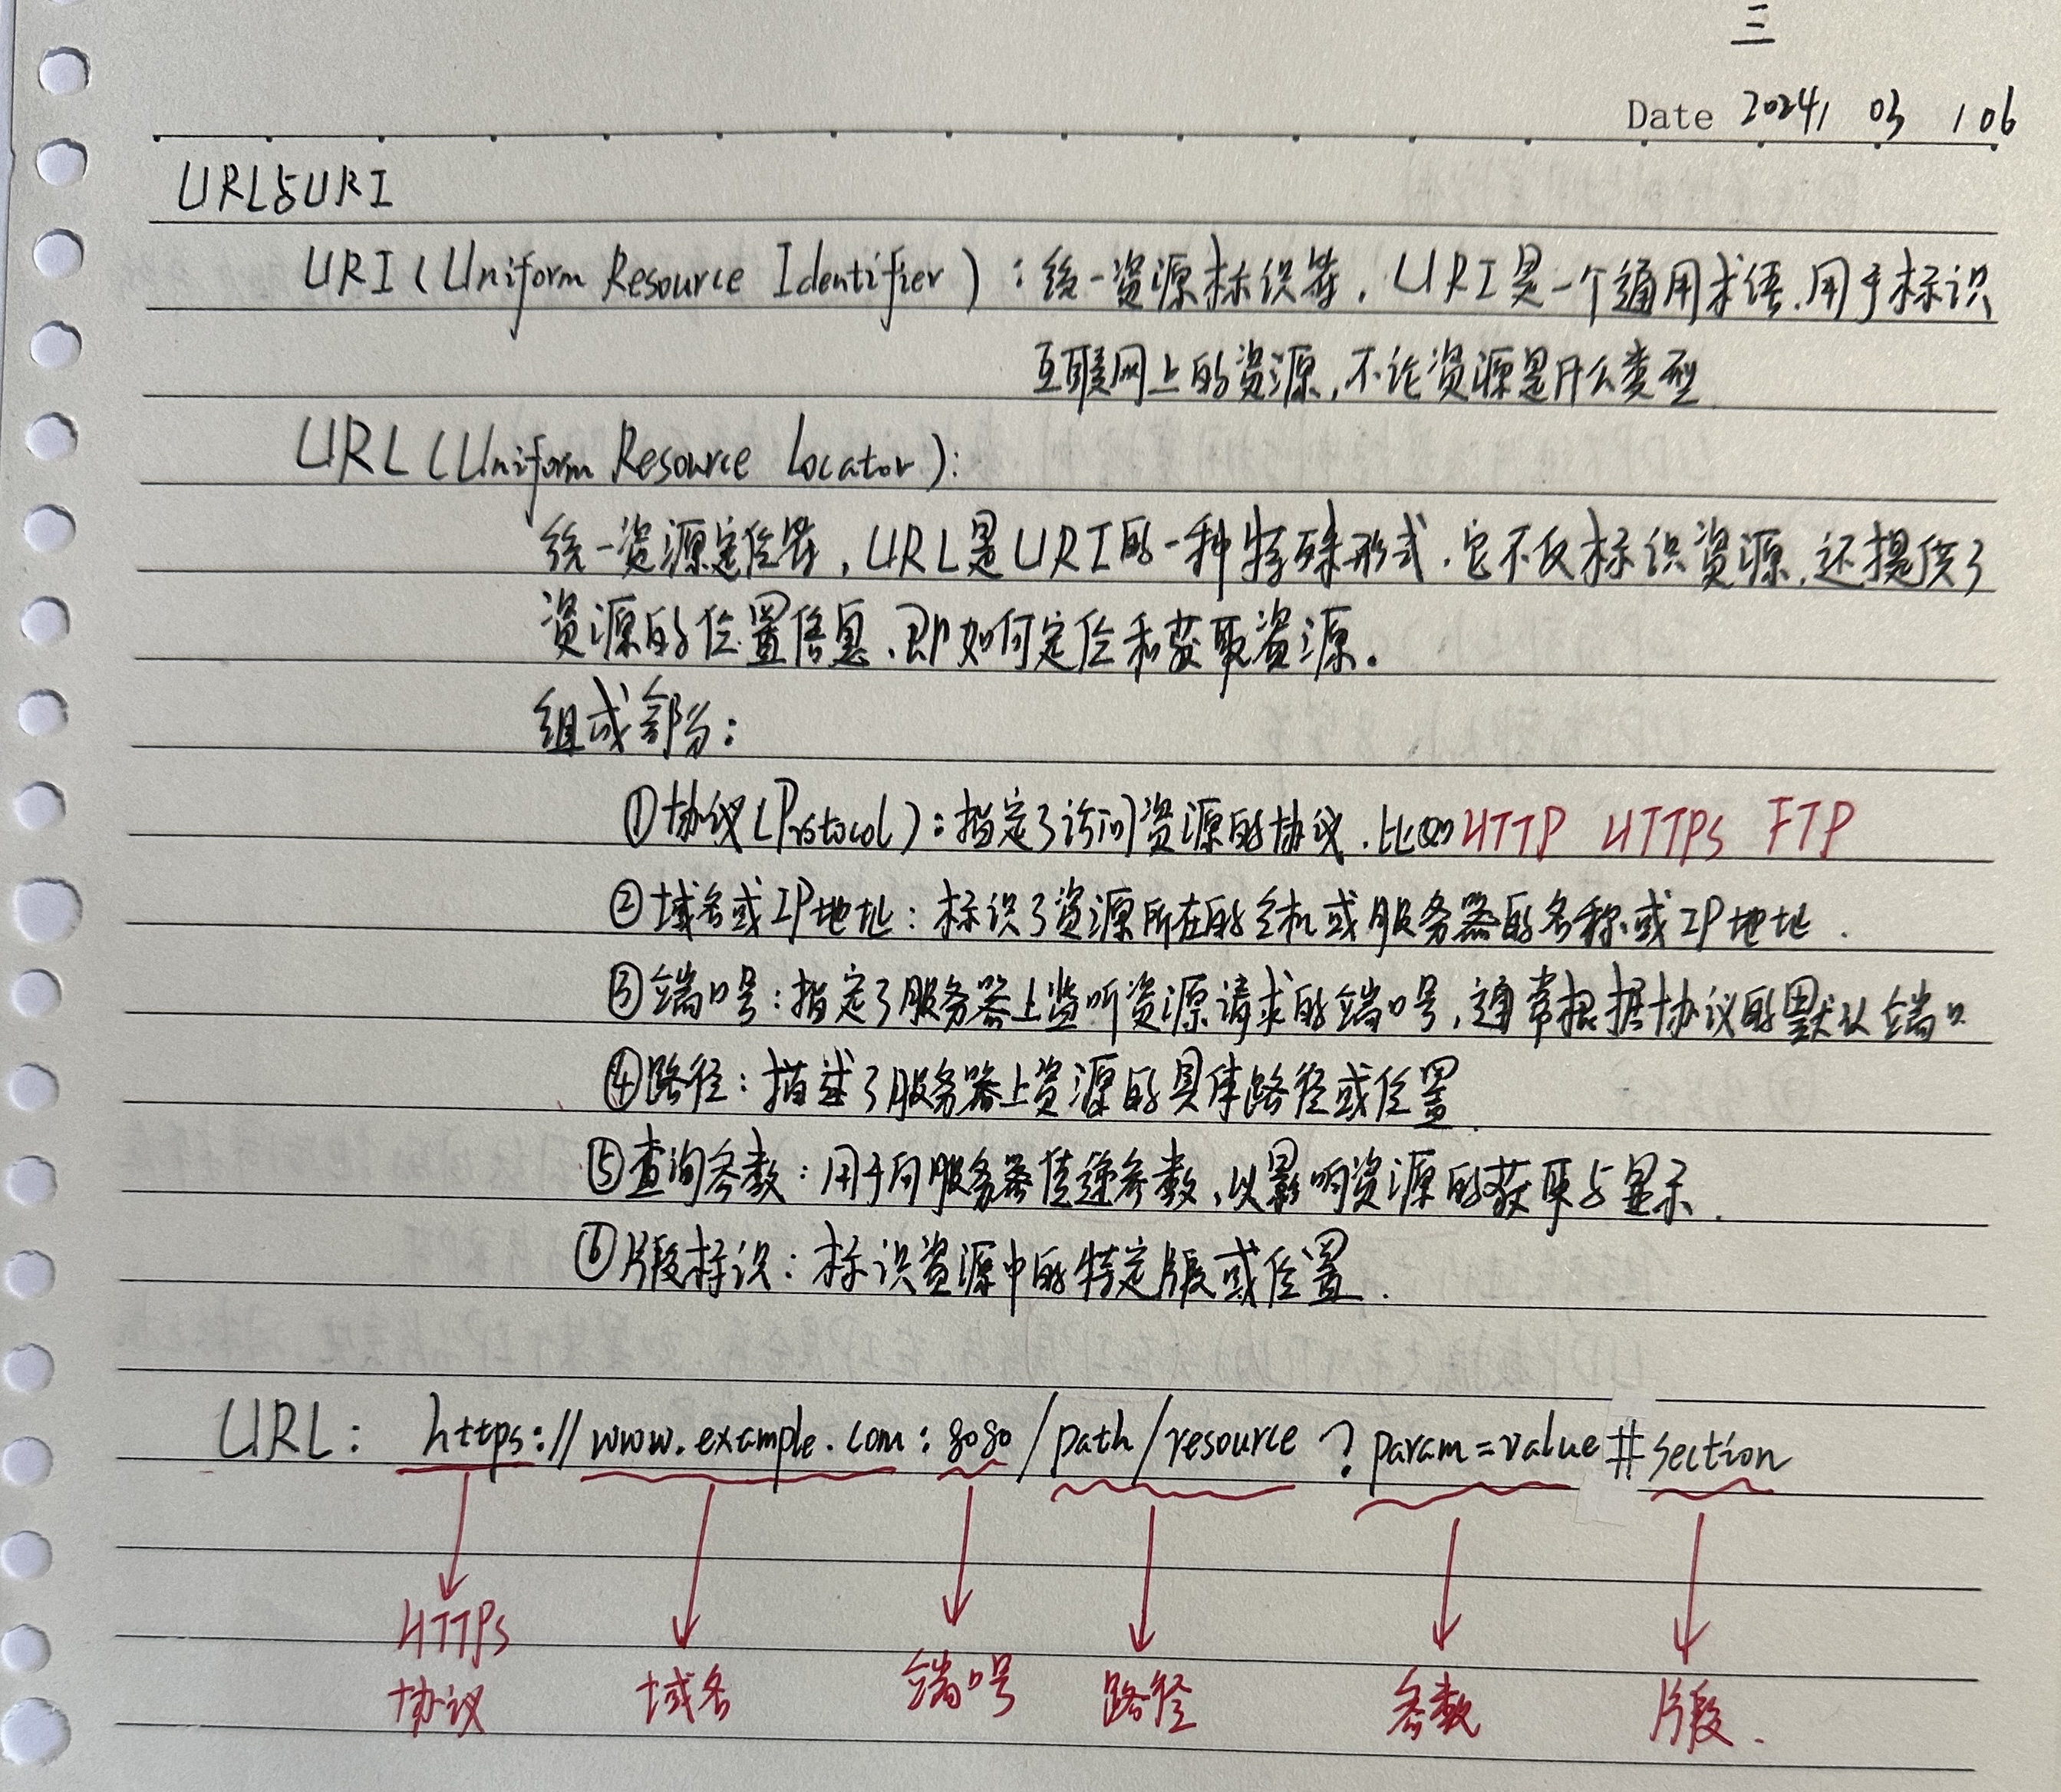 三
Date 2024/ 03 /06
URL与URI
URI(Uniform Resource Identifier):统一资源标识符,URI是一个通用术语,用于标识
互联网上的资源,不论资源是什么类型
URL(Uniform Resource Locator):
统一资源定位符,URL是URI的一种特殊形式,它不仅标识资源,还提供了
资源的位置信息,即如何定位和获取资源。
组成部分:
①协议(Protocol):指定了访问资源的协议,比如HTTP HTTPS FTP
②域名或IP地址:标识了资源所在的主机或服务器的名称或IP地址.
③端口号:指定了服务器上监听资源请求的端口号,通常根据协议的默认端口
④路径:描述了服务器上资源的具体路径或位置.
⑤查询参数:用于向服务器传递参数,以影响资源的获取与显示.
⑥片段标识:标识资源中的特定片段或位置.
URL: https://www.example.com:8080/path/resource?param=value#section
HTTPS
协议 域名 端口号 路径 参数 片段.